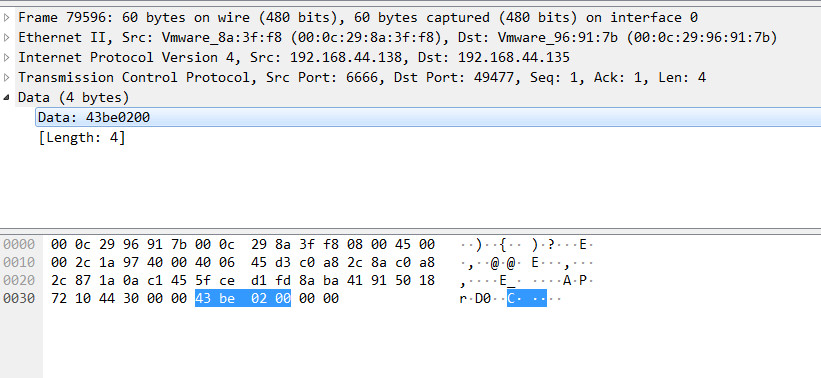 Frame 79596: 60 bytes on wire (480 bits), 60 bytes captured (480 bits) on interface 0
Ethernet II, Src: Vmware_8a:3f:f8 (00:0c:29:8a:3f:f8), Dst: Vmware_96:91:7b (00:0c:29:96:91:7b)
Internet Protocol Version 4, Src: 192.168.44.138, Dst: 192.168.44.135
Transmission Control Protocol, Src Port: 6666, Dst Port: 49477, Seq: 1, Ack: 1, Len: 4
Data (4 bytes)
Data: 43be0200
[Length: 4]
0000 00 0c 29 96 91 7b 00 0c 29 8a 3f f8 08 00 45 00 ··)··{·· )·?···E·
0010 00 2c 1a 97 40 00 40 06 45 d3 c0 a8 2c 8a c0 a8 ·,··@·@· E···,···
0020 2c 87 1a 0a c1 45 5f ce d1 fd 8a ba 41 91 50 18 ,····E_· ····A·P·
0030 72 10 44 30 00 00 43 be 02 00 00 00 r·D0··C· ····